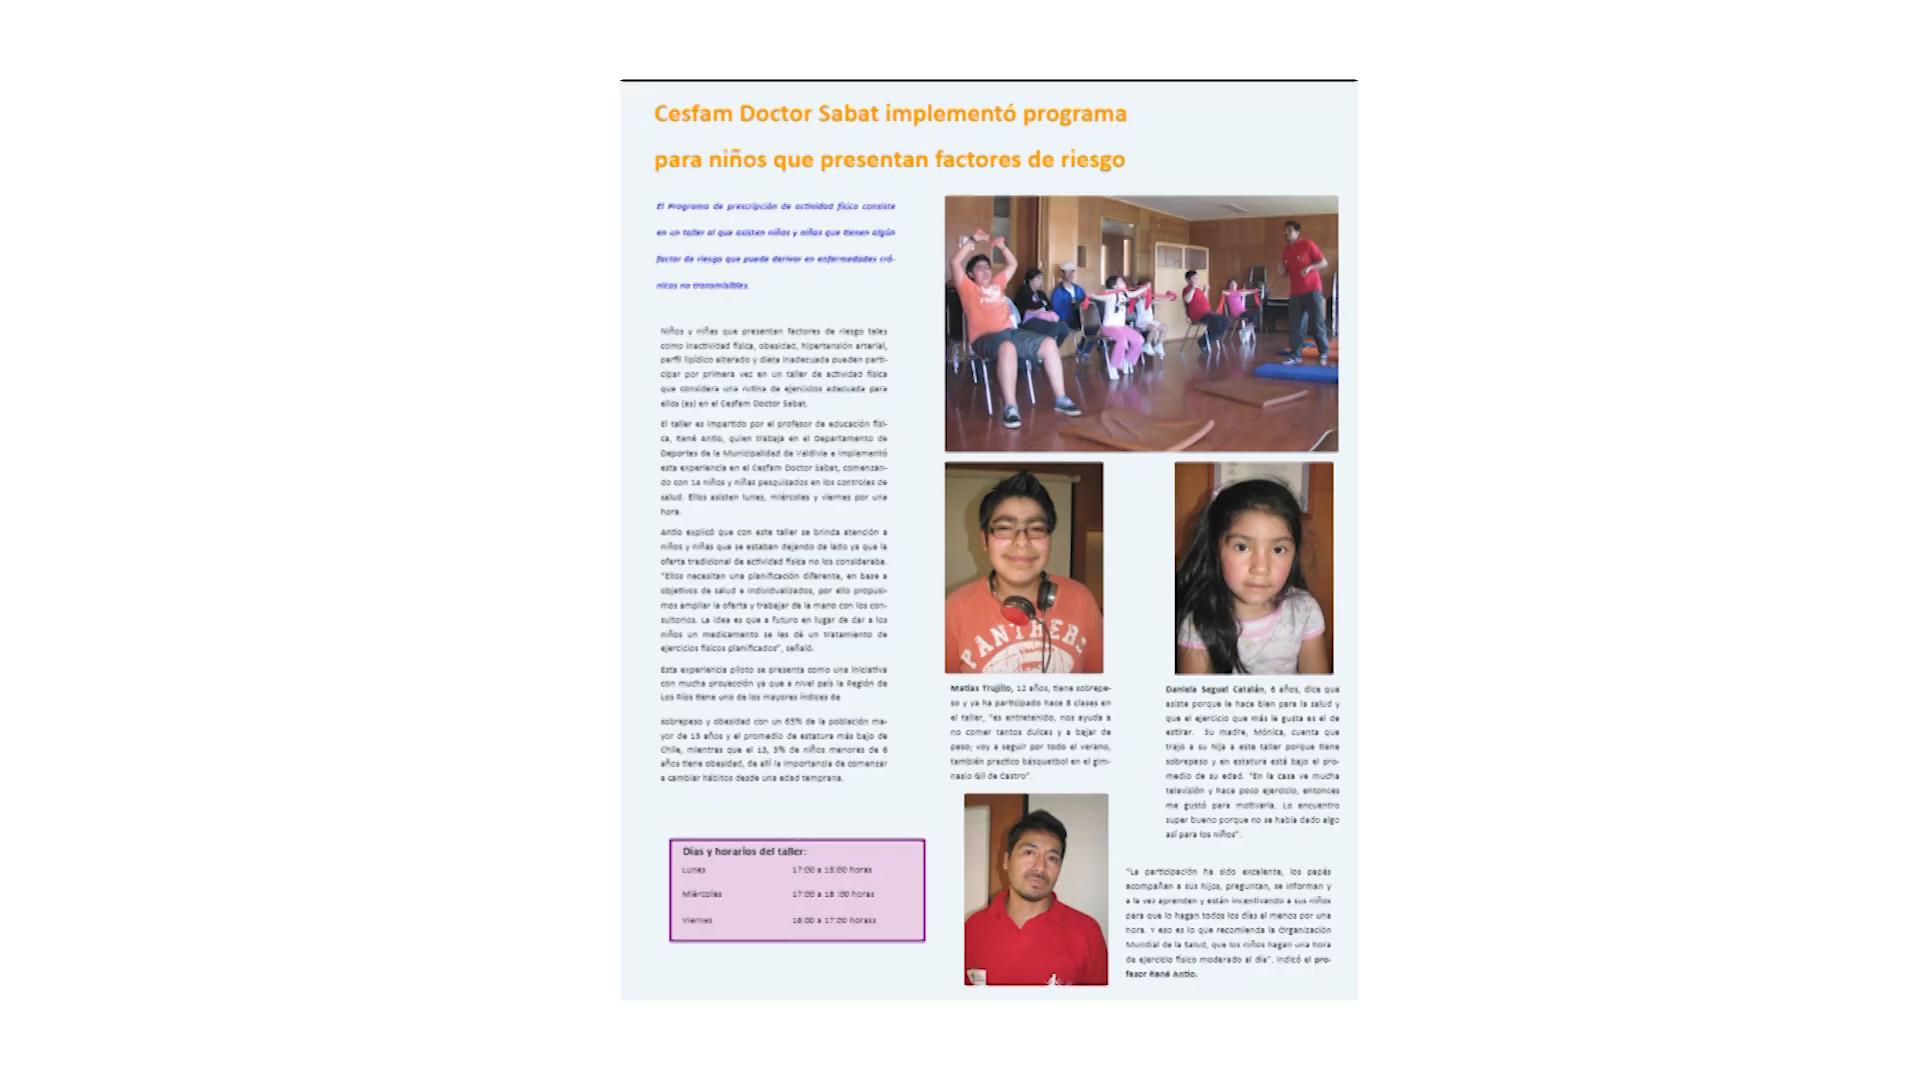 Cesfam Doctor Sabat implementó programa
para niños que presentan factores de riesgo
El Programa de prescripción de actividad física consiste
en un taller al que asisten niños y niñas que tienen algún
factor de riesgo que puede derivar en enfermedades cró-
nicas no transmisibles.
Niños y niñas que presentan factores de riesgo tales
como inactividad física, obesidad, hipertensión arterial,
perfil lipídico alterado y dieta inadecuada pueden parti-
cipar por primera vez en un taller de actividad física
que considera una rutina de ejercicios adecuada para
ellos (as) en el Cesfam Doctor Sabat.
El taller es impartido por el profesor de educación físi-
ca, René Antío, quien trabaja en el Departamento de
Deportes de la Municipalidad de Valdivia e implementó
esta experiencia en el Cesfam Doctor Sabat, comenzan-
do con 14 niños y niñas pesquisados en los controles de
salud. Ellos asisten lunes, miércoles y viernes por una
hora.
Antío explicó que con este taller se brinda atención a
niños y niñas que se estaban dejando de lado ya que la
oferta tradicional de actividad física no los consideraba.
"Ellos necesitan una planificación diferente, en base a
objetivos de salud e individualizados, por ello propusi-
mos ampliar la oferta y trabajar de la mano con los con-
sultorios. La idea es que a futuro en lugar de dar a los
niños un medicamento se les dé un tratamiento de
ejercicios físicos planificados", señaló.
Esta experiencia piloto se presenta como una iniciativa
con mucha proyección ya que a nivel país la Región de
Los Ríos tiene uno de los mayores índices de
sobrepeso y obesidad con un 65% de la población ma-
yor de 15 años y el promedio de estatura más bajo de
Chile, mientras que el 13, 3% de niños menores de 6
años tiene obesidad, de allí la importancia de comenzar
a cambiar hábitos desde una edad temprana.
Días y horarios del taller:
Lunes 17:00 a 18:00 horas
Miércoles 17:00 a 18 :00 horas
Viernes 16:00 a 17:00 horass
PANTHERS
Matías Trujillo, 12 años, tiene sobrepe-
so y ya ha participado hace 8 clases en
el taller, "es entretenido, nos ayuda a
no comer tantos dulces y a bajar de
peso; voy a seguir por todo el verano,
también practico básquetbol en el gim-
nasio Gil de Castro".
Daniela Seguel Catalán, 6 años, dice que
asiste porque le hace bien para la salud y
que el ejercicio que más le gusta es el de
estirar. Su madre, Mónica, cuenta que
trajo a su hija a este taller porque tiene
sobrepeso y en estatura está bajo el pro-
medio de su edad. "En la casa ve mucha
televisión y hace poco ejercicio, entonces
me gustó para motivarla. Lo encuentro
super bueno porque no se había dado algo
así para los niños".
"La participación ha sido excelente, los papás
acompañan a sus hijos, preguntan, se informan y
a la vez aprenden y están incentivando a sus niños
para que lo hagan todos los días al menos por una
hora. Y eso es lo que recomienda la Organización
Mundial de la Salud, que los niños hagan una hora
de ejercicio físico moderado al día". Indicó el pro-
fesor René Antío.